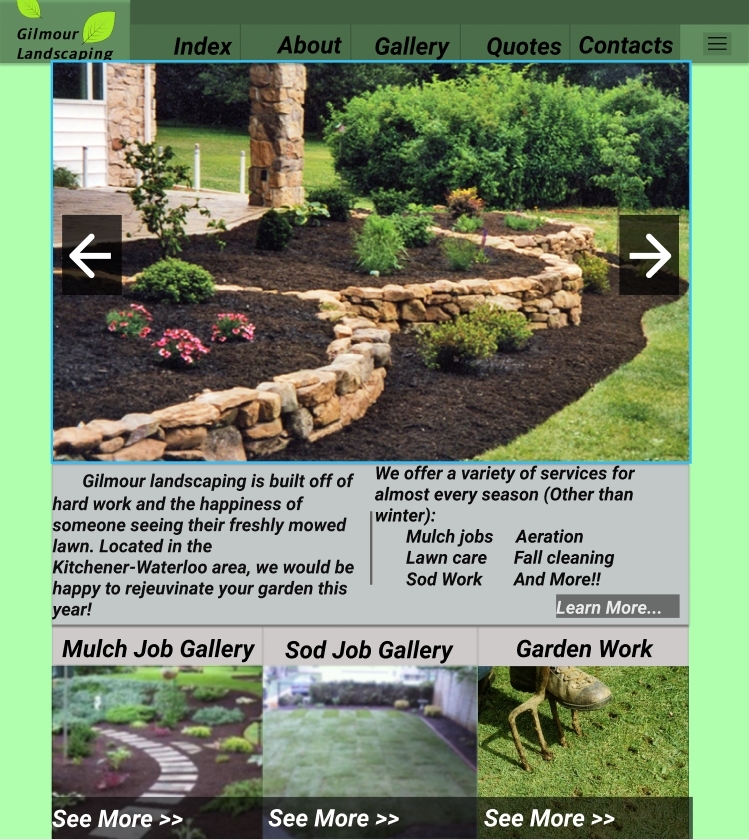 Gilmour
Landscaping
Index About Gallery Quotes Contacts
Gilmour landscaping is built off of
hard work and the happiness of
someone seeing their freshly mowed
lawn. Located in the
Kitchener-Waterloo area, we would be
happy to rejeuvinate your garden this
year!
We offer a variety of services for
almost every season (Other than
winter):
Mulch jobs Aeration
Lawn care Fall cleaning
Sod Work And More!!
Learn More...
Mulch Job Gallery Sod Job Gallery Garden Work
See More >> See More >> See More >>